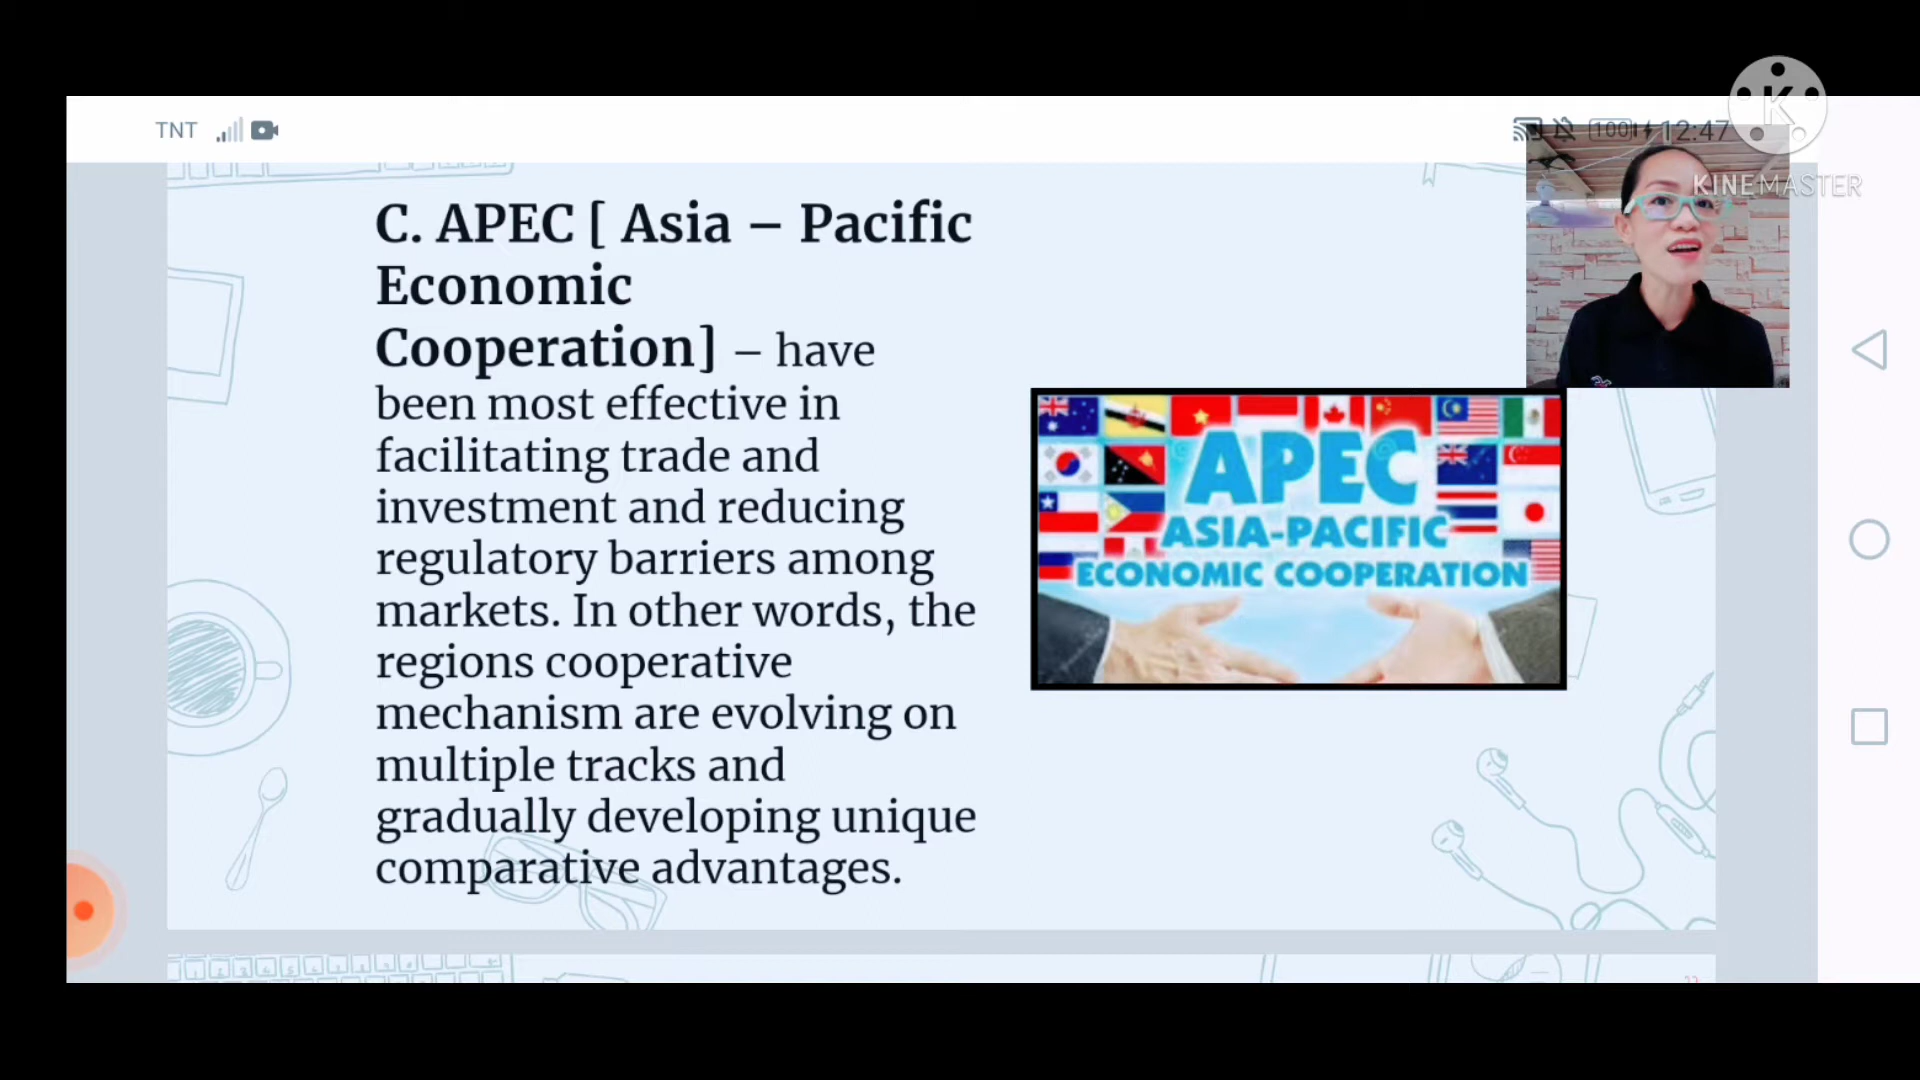 TNT
100 12:47
KINEMASTER
C. APEC [ Asia – Pacific
Economic
Cooperation] – have
been most effective in
facilitating trade and
investment and reducing
regulatory barriers among
markets. In other words, the
regions cooperative
mechanism are evolving on
multiple tracks and
gradually developing unique
comparative advantages.
APEC
ASIA-PACIFIC
ECONOMIC COOPERATION